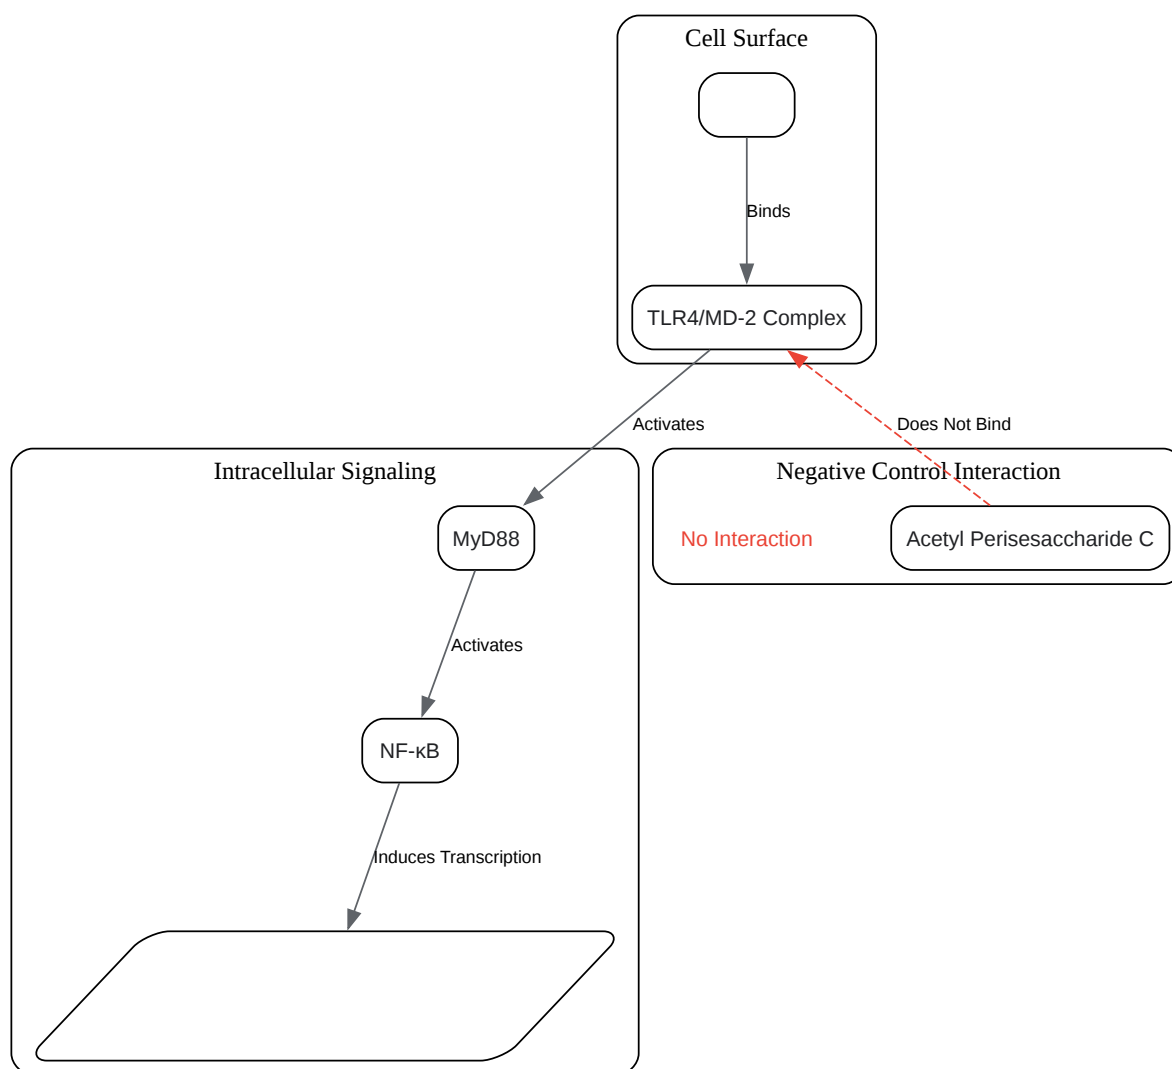 Cell Surface
Binds
TLR4/MD-2 Complex
Activates
Does Not Bind
Intracellular Signaling
Negative Control Interaction
MyD88
No Interaction
Acetyl Perisesaccharide C
Activates
NF-κB
Induces Transcription